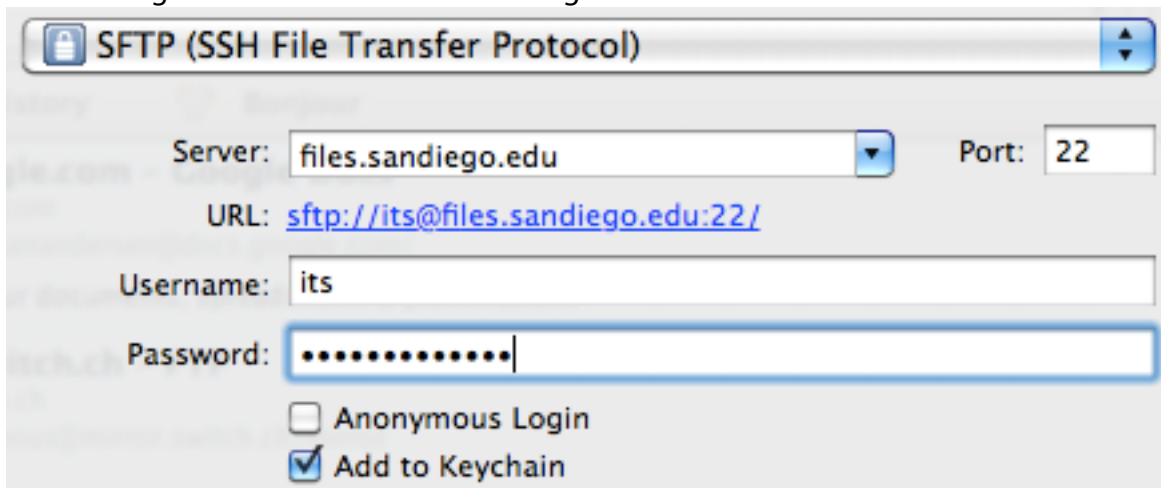 SFTP (SSH File Transfer Protocol)
Server: files.sandiego.edu Port: 22
URL: sftp://its@files.sandiego.edu:22/
Username: its
Password: •••••••••••••
Anonymous Login
Add to Keychain